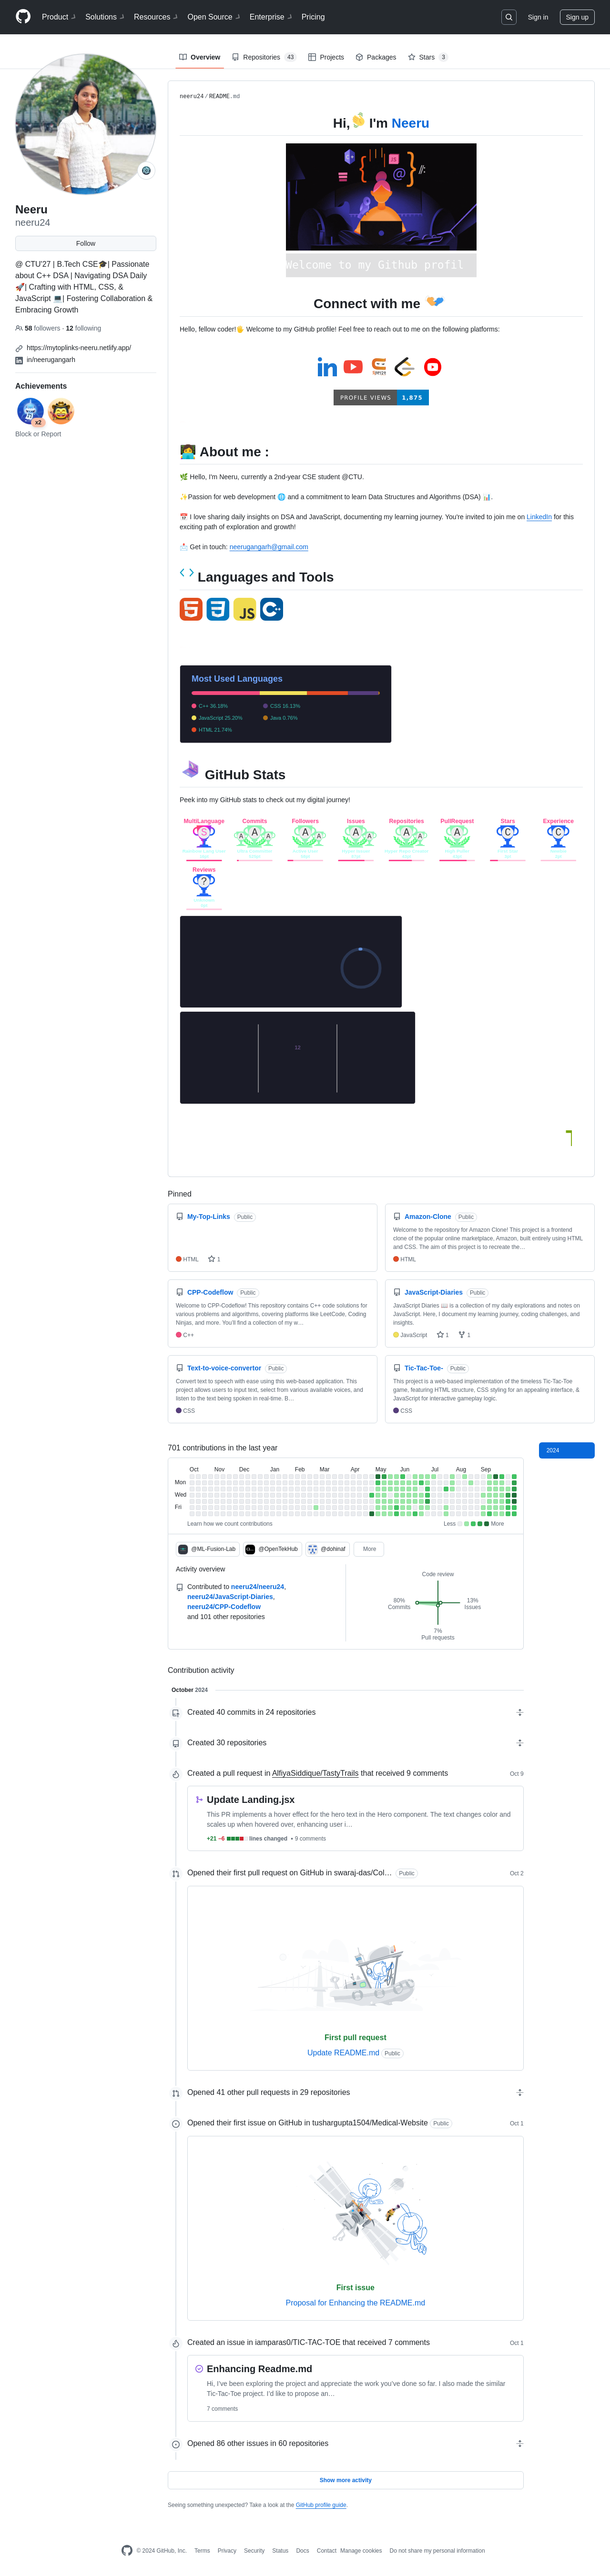 Product
Solutions
Resources
Open Source
Enterprise
Pricing
Sign in
Sign up
Overview
Repositories 43
Projects
Packages
Stars 3
Neeru
neeru24
Follow
@ CTU'27 | B.Tech CSE🎓| Passionate
about C++ DSA | Navigating DSA Daily
🚀| Crafting with HTML, CSS, &
JavaScript 💻| Fostering Collaboration &
Embracing Growth
58 followers · 12 following
https://mytoplinks-neeru.netlify.app/
in/neerugangarh
Achievements
x2
Block or Report
neeru24 / README.md
Hi, I'm Neeru
Welcome to my Github profil
Connect with me
Hello, fellow coder!🖐 Welcome to my GitHub profile! Feel free to reach out to me on the following platforms:
PROFILE VIEWS 1,875
👩‍💻 About me :
🌿 Hello, I'm Neeru, currently a 2nd-year CSE student @CTU.
✨Passion for web development 🌐 and a commitment to learn Data Structures and Algorithms (DSA) 📊.
📅 I love sharing daily insights on DSA and JavaScript, documenting my learning journey. You're invited to join me on LinkedIn for this
exciting path of exploration and growth!
📩 Get in touch: neerugangarh@gmail.com
Languages and Tools
JS
Most Used Languages
C++ 36.18%
CSS 16.13%
JavaScript 25.20%
Java 0.76%
HTML 21.74%
GitHub Stats
Peek into my GitHub stats to check out my digital journey!
MultiLanguage
Commits
Followers
Issues
Repositories
PullRequest
Stars
Experience
S
A
A
A
A
A
C
C
Reviews
?
Pinned
My-Top-Links Public
HTML 1
Amazon-Clone Public
Welcome to the repository for Amazon Clone! This project is a frontend
clone of the popular online marketplace, Amazon, built entirely using HTML
and CSS. The aim of this project is to recreate the…
HTML
CPP-Codeflow Public
Welcome to CPP-Codeflow! This repository contains C++ code solutions for
various problems and algorithms, covering platforms like LeetCode, Coding
Ninjas, and more. You'll find a collection of my w…
C++
JavaScript-Diaries Public
JavaScript Diaries 📖 is a collection of my daily explorations and notes on
JavaScript. Here, I document my learning journey, coding challenges, and
insights.
JavaScript 1 1
Text-to-voice-convertor Public
Convert text to speech with ease using this web-based application. This
project allows users to input text, select from various available voices, and
listen to the text being spoken in real-time. B…
CSS
Tic-Tac-Toe- Public
This project is a web-based implementation of the timeless Tic-Tac-Toe
game, featuring HTML structure, CSS styling for an appealing interface, &
JavaScript for interactive gameplay logic.
CSS
701 contributions in the last year
2024
Oct Nov Dec Jan Feb Mar Apr May Jun Jul Aug Sep
Mon
Wed
Fri
Learn how we count contributions
Less More
@ML-Fusion-Lab
@OpenTekHub
@dohinaf
More
Activity overview
Contributed to neeru24/neeru24,
neeru24/JavaScript-Diaries,
neeru24/CPP-Codeflow
and 101 other repositories
Code review
80%
Commits
13%
Issues
7%
Pull requests
Contribution activity
October 2024
Created 40 commits in 24 repositories
Created 30 repositories
Created a pull request in AlfiyaSiddique/TastyTrails that received 9 comments
Oct 9
Update Landing.jsx
This PR implements a hover effect for the hero text in the Hero component. The text changes color and
scales up when hovered over, enhancing user i…
+21 −6 lines changed • 9 comments
Opened their first pull request on GitHub in swaraj-das/Col… Public
Oct 2
First pull request
Update README.md Public
Opened 41 other pull requests in 29 repositories
Opened their first issue on GitHub in tushargupta1504/Medical-Website Public
Oct 1
First issue
Proposal for Enhancing the README.md
Created an issue in iamparas0/TIC-TAC-TOE that received 7 comments
Oct 1
Enhancing Readme.md
Hi, I've been exploring the project and appreciate the work you've done so far. I also made the similar
Tic-Tac-Toe project. I'd like to propose an…
7 comments
Opened 86 other issues in 60 repositories
Show more activity
Seeing something unexpected? Take a look at the GitHub profile guide.
© 2024 GitHub, Inc.
Terms
Privacy
Security
Status
Docs
Contact
Manage cookies
Do not share my personal information